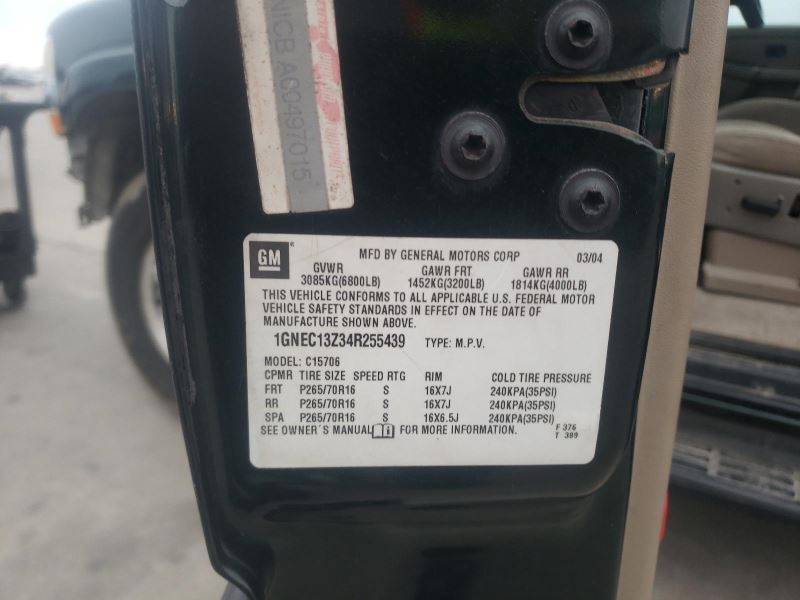 NICB AC0497015
GM
MFD BY GENERAL MOTORS CORP 03/04
GVWR GAWR FRT GAWR RR
3085KG(6800LB) 1452KG(3200LB) 1814KG(4000LB)
THIS VEHICLE CONFORMS TO ALL APPLICABLE U.S. FEDERAL MOTOR
VEHICLE SAFETY STANDARDS IN EFFECT ON THE DATE OF
MANUFACTURE SHOWN ABOVE.
1GNEC13Z34R255439 TYPE: M.P.V.
MODEL: C15706
CPMR TIRE SIZE SPEED RTG RIM COLD TIRE PRESSURE
FRT P265/70R16 S 16X7J 240KPA(35PSI)
RR P265/70R16 S 16X7J 240KPA(35PSI)
SPA P265/70R16 S 16X6.5J 240KPA(35PSI)
SEE OWNER'S MANUAL FOR MORE INFORMATION.
F 376
T 389